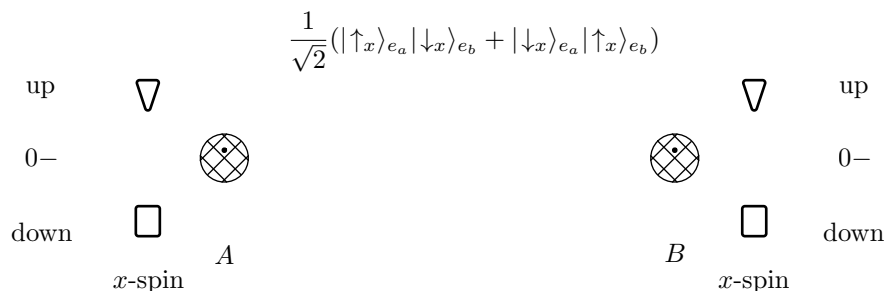 \frac{1}{\sqrt{2}}(|\uparrow_x\rangle_{e_a}|\downarrow_x\rangle_{e_b} + |\downarrow_x\rangle_{e_a}|\uparrow_x\rangle_{e_b})
up up
0− 0−
down down
A B
x-spin x-spin